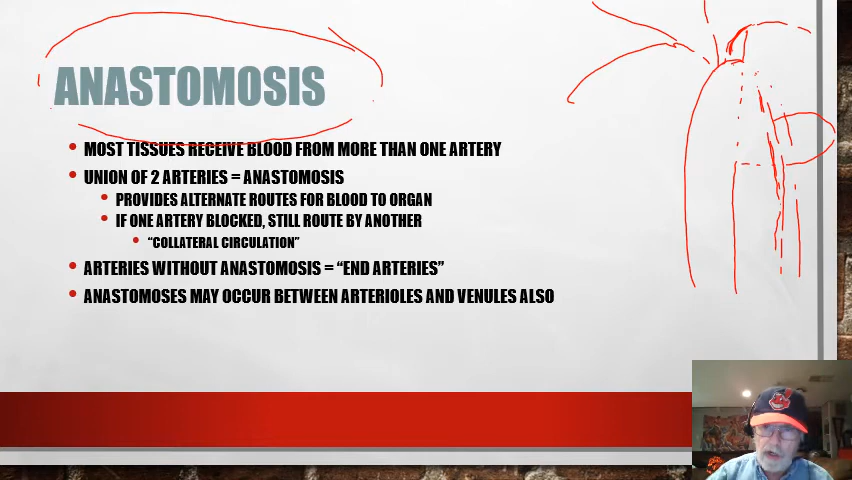 ANASTOMOSIS
MOST TISSUES RECEIVE BLOOD FROM MORE THAN ONE ARTERY
UNION OF 2 ARTERIES = ANASTOMOSIS
PROVIDES ALTERNATE ROUTES FOR BLOOD TO ORGAN
IF ONE ARTERY BLOCKED, STILL ROUTE BY ANOTHER
“COLLATERAL CIRCULATION”
ARTERIES WITHOUT ANASTOMOSIS = “END ARTERIES”
ANASTOMOSES MAY OCCUR BETWEEN ARTERIOLES AND VENULES ALSO